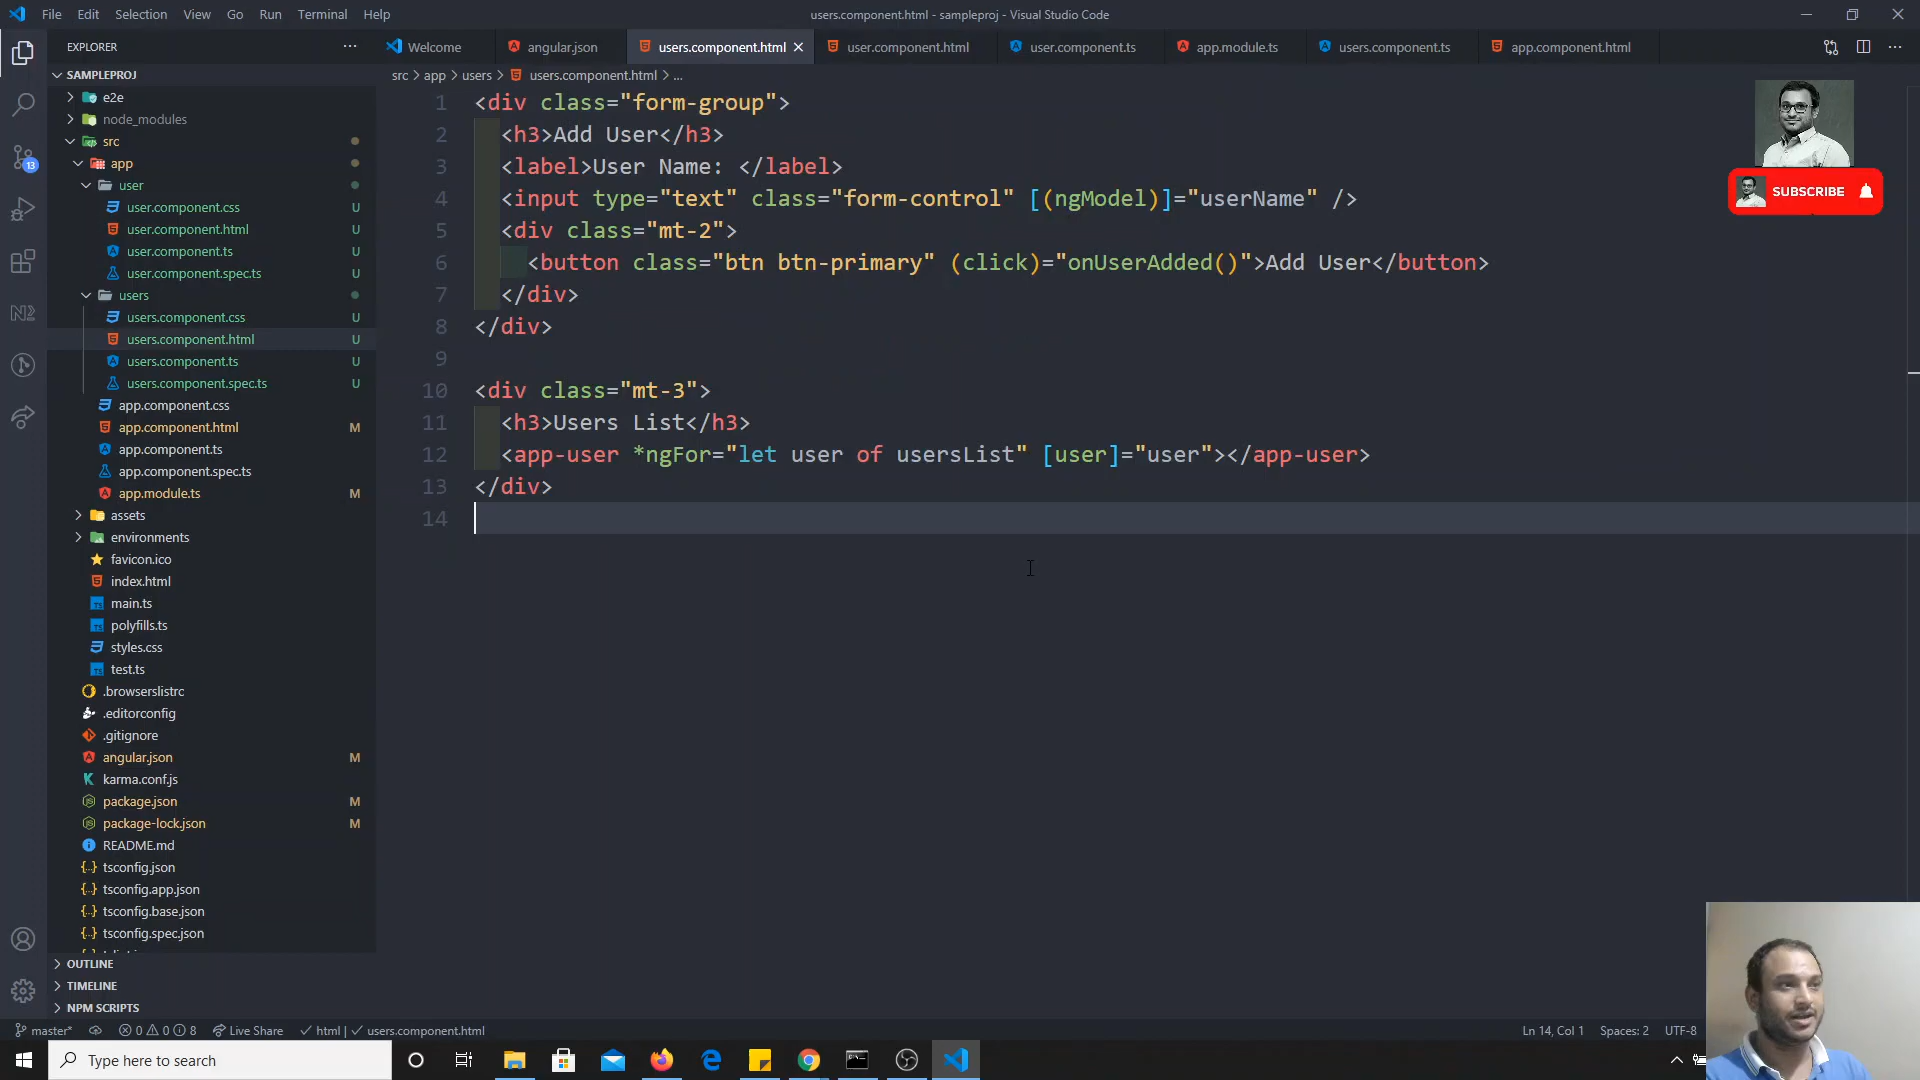 File Edit Selection View Go Run Terminal Help
users.component.html - sampleproj - Visual Studio Code
EXPLORER
Welcome
angular.json
users.component.html
user.component.html
user.component.ts
app.module.ts
users.component.ts
app.component.html
src > app > users > users.component.html > ...
SAMPLEPROJ
e2e
node_modules
src
app
user
user.component.css U
user.component.html U
user.component.ts U
user.component.spec.ts U
users
users.component.css U
users.component.html U
users.component.ts U
users.component.spec.ts U
app.component.css
app.component.html M
app.component.ts
app.component.spec.ts
app.module.ts M
assets
environments
favicon.ico
index.html
main.ts
polyfills.ts
styles.css
test.ts
.browserslistrc
.editorconfig
.gitignore
angular.json M
karma.conf.js
package.json M
package-lock.json M
README.md
tsconfig.json
tsconfig.app.json
tsconfig.base.json
tsconfig.spec.json
OUTLINE
TIMELINE
NPM SCRIPTS
13
1 <div class="form-group">
2 <h3>Add User</h3>
3 <label>User Name: </label>
4 <input type="text" class="form-control" [(ngModel)]="userName" />
5 <div class="mt-2">
6 <button class="btn btn-primary" (click)="onUserAdded()">Add User</button>
7 </div>
8 </div>
9
10 <div class="mt-3">
11 <h3>Users List</h3>
12 <app-user *ngFor="let user of usersList" [user]="user"></app-user>
13 </div>
14
SUBSCRIBE
master* 0 0 8 Live Share html | users.component.html
Ln 14, Col 1 Spaces: 2 UTF-8
Type here to search